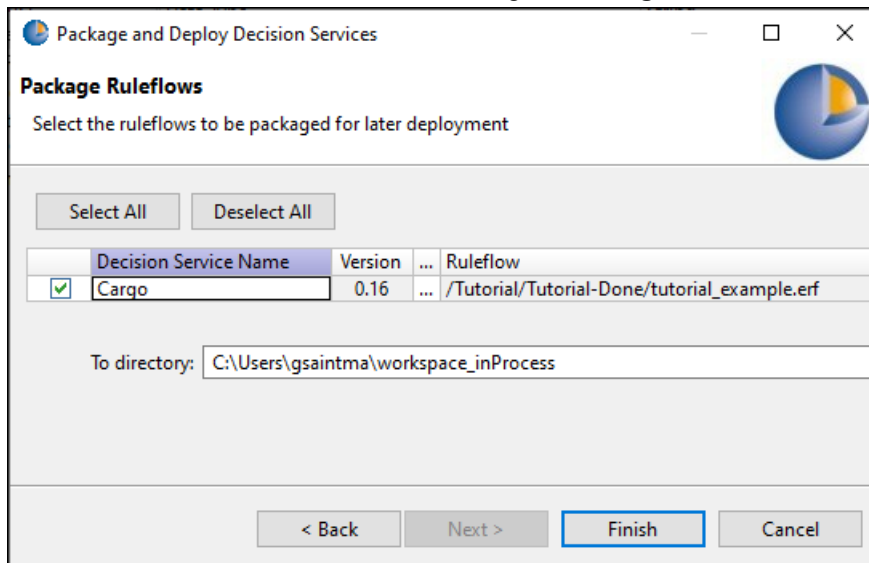 Package and Deploy Decision Services
Package Ruleflows
Select the ruleflows to be packaged for later deployment
Select All Deselect All
Decision Service Name Version ... Ruleflow
Cargo 0.16 ... /Tutorial/Tutorial-Done/tutorial_example.erf
To directory: C:\Users\gsaintma\workspace_inProcess
< Back Next > Finish Cancel